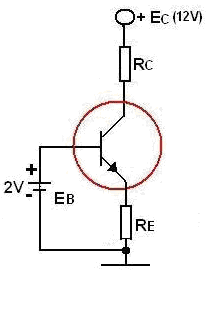 + EC (12V)
RC
+
2V
-
EB
RE